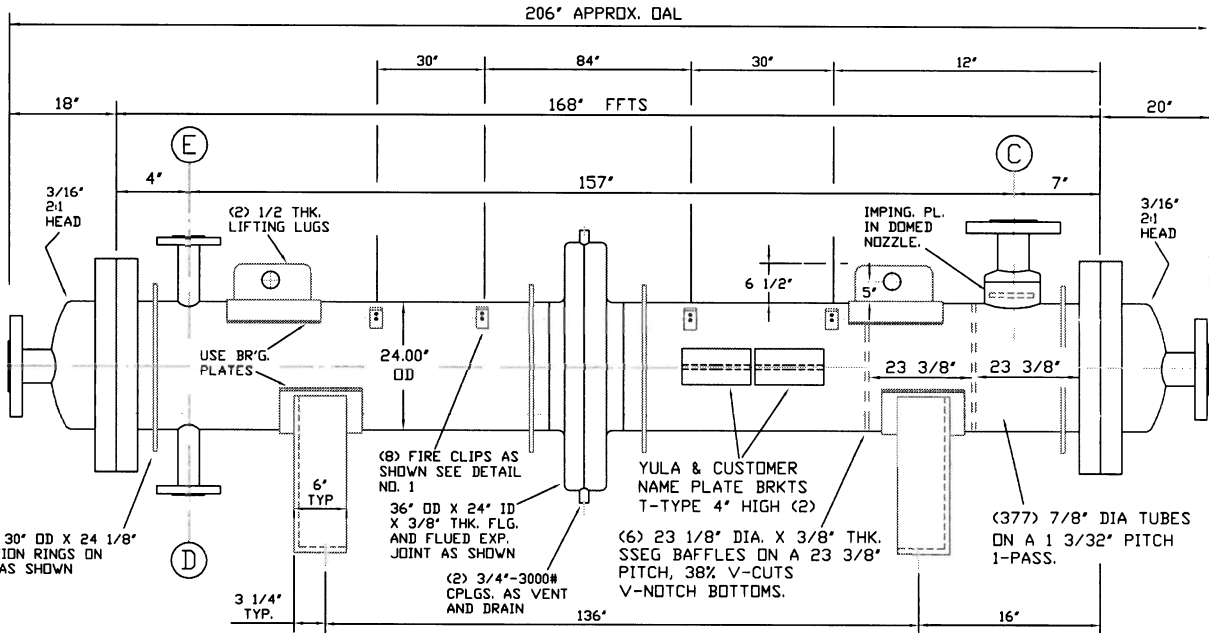 206" APPROX. OAL
30"
84"
30"
12"
18"
168" FFTS
20"
E
C
4"
157"
7"
3/16"
2:1
HEAD
(2) 1/2 THK.
LIFTING LUGS
IMPING. PL.
IN DOMED
NOZZLE.
3/16"
2:1
HEAD
6 1/2"
5"
USE BR'G.
PLATES
24.00"
OD
23 3/8"
23 3/8"
(8) FIRE CLIPS AS
SHOWN SEE DETAIL
NO. 1
6"
TYP
36" OD X 24" ID
X 3/8" THK. FLG.
AND FLUED EXP.
JOINT AS SHOWN
YULA & CUSTOMER
NAME PLATE BRKTS
T-TYPE 4" HIGH (2)
(6) 23 1/8" DIA. X 3/8" THK.
SSEG BAFFLES ON A 23 3/8"
PITCH, 38% V-CUTS
V-NOTCH BOTTOMS.
(377) 7/8" DIA TUBES
ON A 1 3/32" PITCH
1-PASS.
30" OD X 24 1/8"
ION RINGS ON
AS SHOWN
D
(2) 3/4"-3000#
CPLGS. AS VENT
AND DRAIN
3 1/4"
TYP.
136"
16"